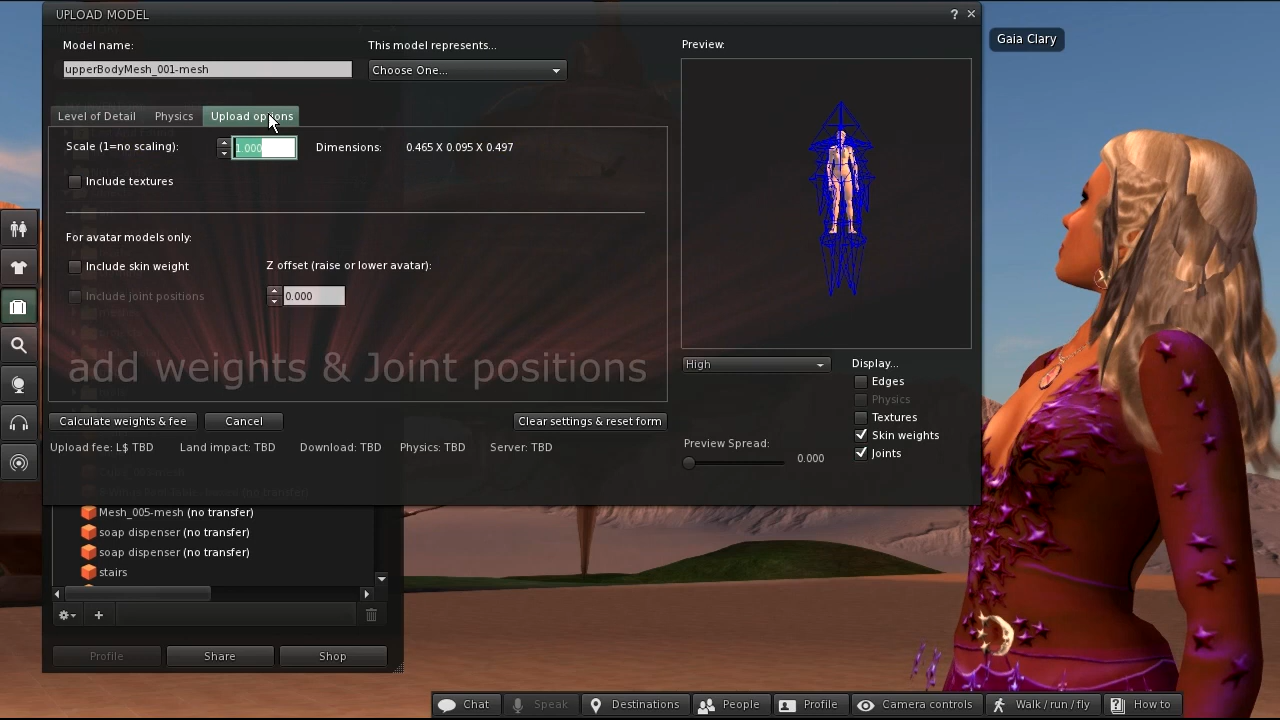 UPLOAD MODEL
? ×
Gaia Clary
Model name:
This model represents...
Preview:
upperBodyMesh_001-mesh
Choose One...
Level of Detail
Physics
Upload options
Scale (1=no scaling):
1.000
Dimensions:
0.465 X 0.095 X 0.497
Include textures
For avatar models only:
Include skin weight
Z offset (raise or lower avatar):
Include joint positions
0.000
add weights & Joint positions
High
Display...
Edges
Physics
Textures
Skin weights
Joints
Preview Spread:
0.000
Calculate weights & fee
Cancel
Clear settings & reset form
Upload fee: L$ TBD
Land impact: TBD
Download: TBD
Physics: TBD
Server: TBD
Mesh_005-mesh (no transfer)
soap dispenser (no transfer)
soap dispenser (no transfer)
stairs
Profile
Share
Shop
Chat
Speak
Destinations
People
Profile
Camera controls
Walk / run / fly
How to